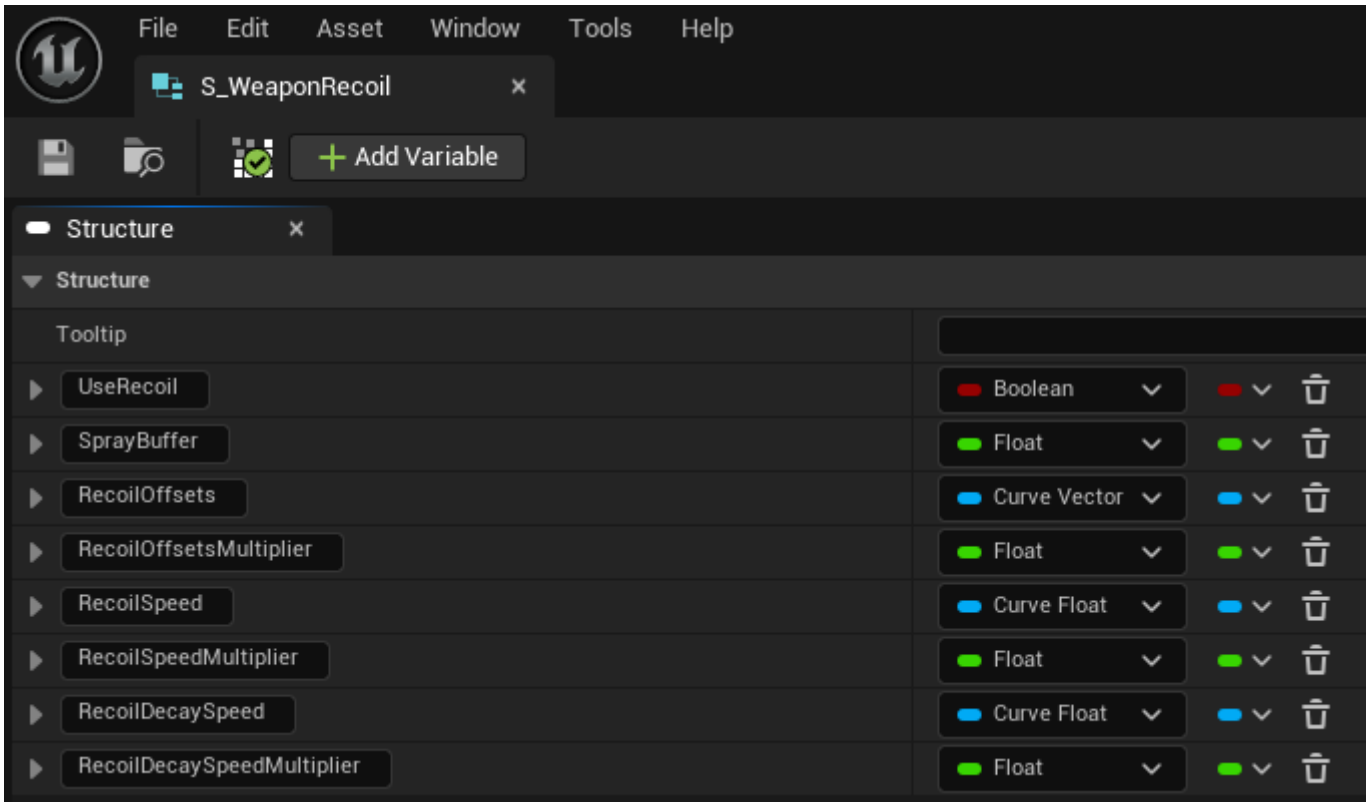 File Edit Asset Window Tools Help
S_WeaponRecoil
Add Variable
Structure
Structure
Tooltip
UseRecoil Boolean
SprayBuffer Float
RecoilOffsets Curve Vector
RecoilOffsetsMultiplier Float
RecoilSpeed Curve Float
RecoilSpeedMultiplier Float
RecoilDecaySpeed Curve Float
RecoilDecaySpeedMultiplier Float